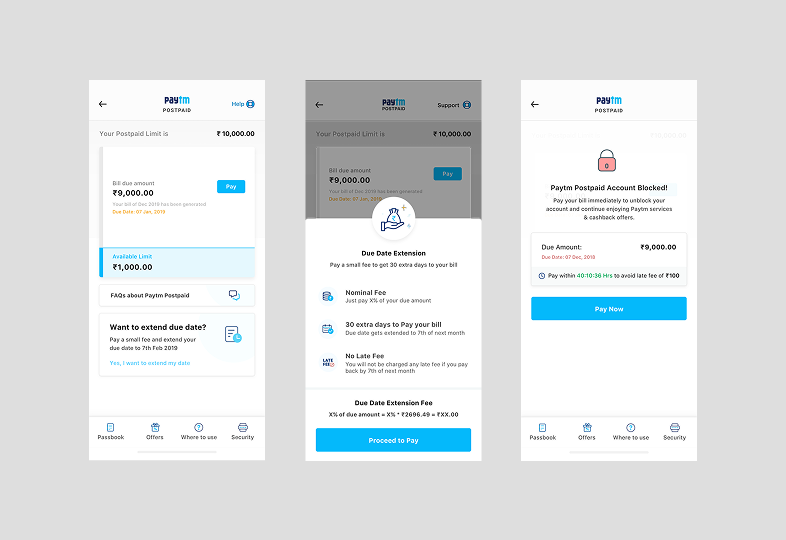 paytm
POSTPAID
Help
Your Postpaid Limit is ₹ 10,000.00
Bill due amount
₹9,000.00
Pay
Your bill of Dec 2019 has been generated
Due Date: 07 Jan, 2019
Available Limit
₹1,000.00
FAQs about Paytm Postpaid
Want to extend due date?
Pay a small fee and extend your
due date to 7th Feb 2019
Yes, I want to extend my date
Passbook Offers Where to use Security
paytm
POSTPAID
Support
Your Postpaid Limit is ₹ 10,000.00
Bill due amount
₹9,000.00
Pay
Your bill of Dec 2019 has been generated
Due Date: 07 Jan, 2019
Due Date Extension
Pay a small fee to get 30 extra days to your bill
Nominal Fee
Just pay X% of your due amount
30 extra days to Pay your bill
Due date gets extended to 7th of next month
LATE
FEE
No Late Fee
You will not be charged any late fee if you pay
back by 7th of next month
Due Date Extension Fee
X% of due amount = X% * ₹2696.49 = ₹XX.00
Proceed to Pay
paytm
POSTPAID
Paytm Postpaid Account Blocked!
Pay your bill immediately to unblock your
account and continue enjoying Paytm services
& cashback offers.
Due Amount: ₹9,000.00
Due Date: 07 Dec, 2018
Pay within 40:10:36 Hrs to avoid late fee of ₹100
Pay Now
Passbook Offers Where to use Security